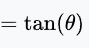 = tan(θ)